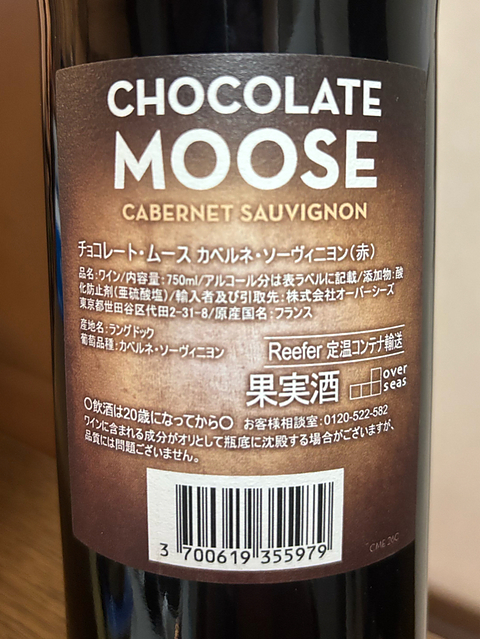 CHOCOLATE
MOOSE
CABERNET SAUVIGNON
チョコレート・ムース カベルネ・ソーヴィニヨン(赤)
品名:ワイン/内容量:750ml/アルコール分は表ラベルに記載/添加物:酸
化防止剤(亜硫酸塩)/輸入者及び引取先:株式会社オーバーシーズ
東京都世田谷区代田2-31-8/原産国名:フランス
産地名:ラングドック
葡萄品種:カベルネ・ソーヴィニヨン
Reefer 定温コンテナ輸送
果実酒
over
seas
〇飲酒は20歳になってから〇 お客様相談室:0120-522-582
ワインに含まれる成分がオリとして瓶底に沈殿する場合がございますが、
品質には問題ございません。
3 700619 355979
CME 26C